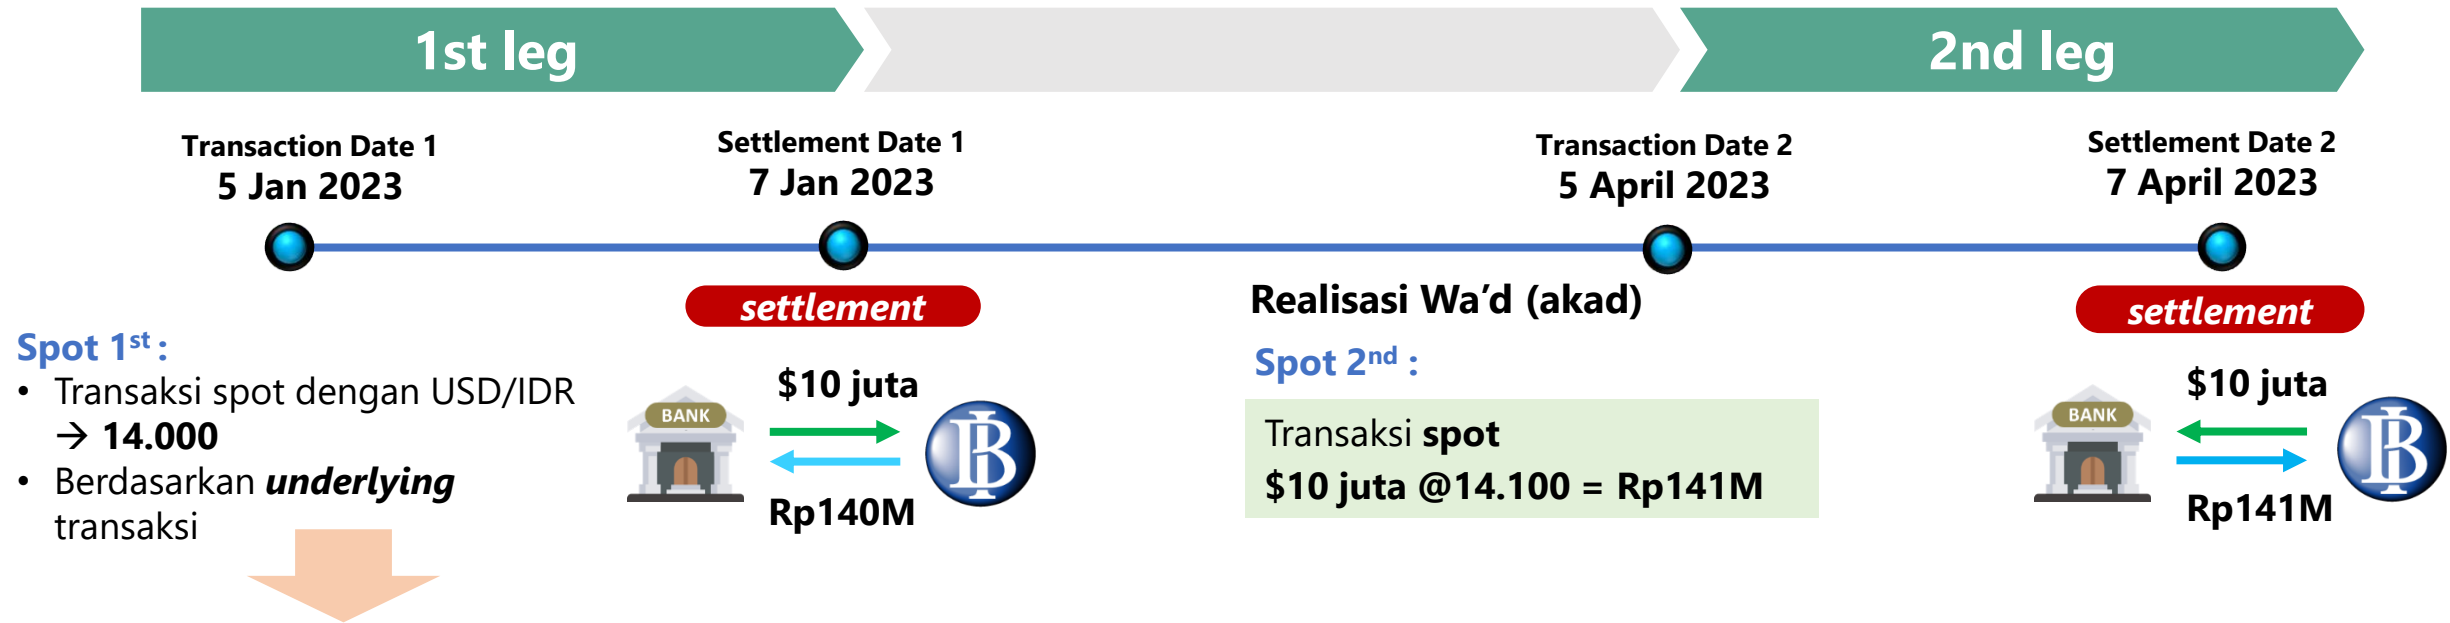 1st leg
2nd leg
Transaction Date 1
5 Jan 2023
Settlement Date 1
7 Jan 2023
Transaction Date 2
5 April 2023
Settlement Date 2
7 April 2023
settlement
Realisasi Wa’d (akad)
settlement
Spot 1st :
• Transaksi spot dengan USD/IDR
→ 14.000
• Berdasarkan underlying
transaksi
$10 juta
BANK
Rp140M
Spot 2nd :
Transaksi spot
$10 juta @14.100 = Rp141M
$10 juta
BANK
Rp141M